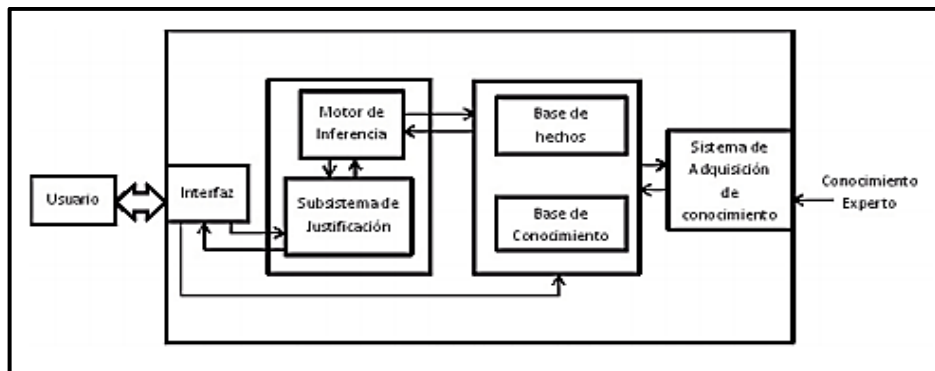 Usuario
Interfaz
Motor de
Inferencia
Subsistema de
Justificación
Base de
hechos
Base de
Conocimiento
Sistema de
Adquisición
de
conocimiento
Conocimiento
Experto